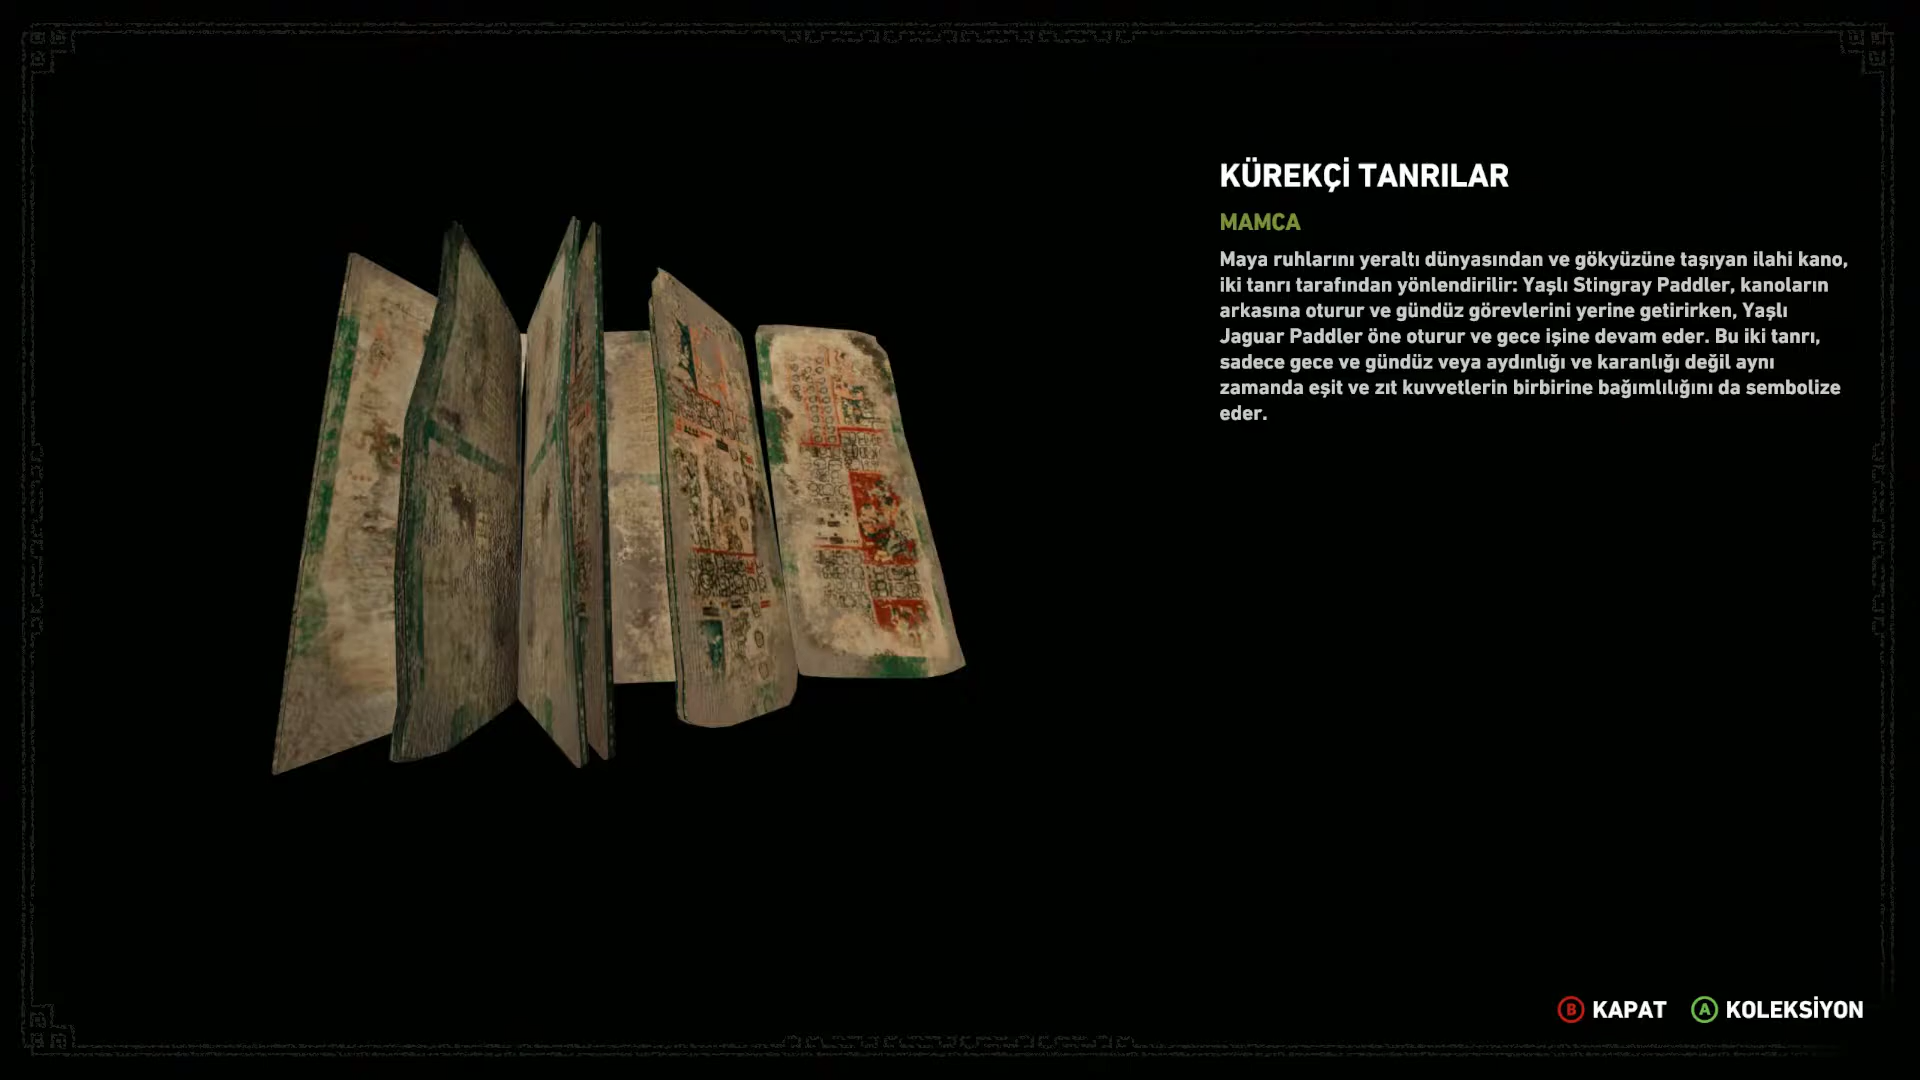 KÜREKÇİ TANRILAR
MAMCA
Maya ruhlarını yeraltı dünyasından ve gökyüzüne taşıyan ilahi kano,
iki tanrı tarafından yönlendirilir: Yaşlı Stingray Paddler, kanoların
arkasına oturur ve gündüz görevlerini yerine getirirken, Yaşlı
Jaguar Paddler öne oturur ve gece işine devam eder. Bu iki tanrı,
sadece gece ve gündüz veya aydınlığı ve karanlığı değil aynı
zamanda eşit ve zıt kuvvetlerin birbirine bağımlılığını da sembolize
eder.
B KAPAT A KOLEKSİYON